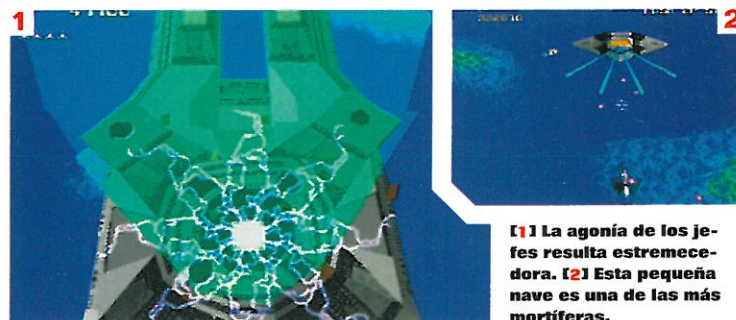 1
2
[1] La agonía de los je-
fes resulta estremece-
dora. [2] Esta pequeña
nave es una de las más
mortíferas.